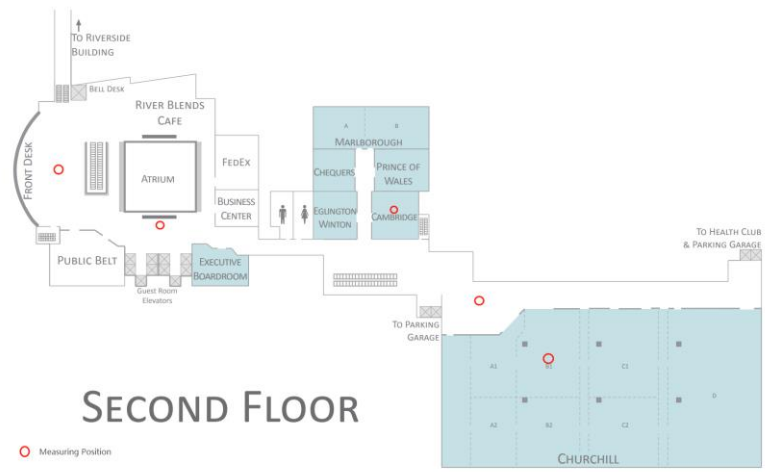 TO RIVERSIDE
BUILDING
BELL DESK
RIVER BLENDS
CAFE
FRONT DESK
ATRIUM
FEDEX
BUSINESS
CENTER
PUBLIC BELT
Guest Room
Elevators
EXECUTIVE
BOARDROOM
A
B
MARLBOROUGH
CHEQUERS
PRINCE OF
WALES
EGLINGTON
WINTON
CAMBRIDGE
TO HEALTH CLUB
& PARKING GARAGE
TO PARKING
GARAGE
A1
B1
C1
D
A2
B2
C2
CHURCHILL
SECOND FLOOR
Measuring Position